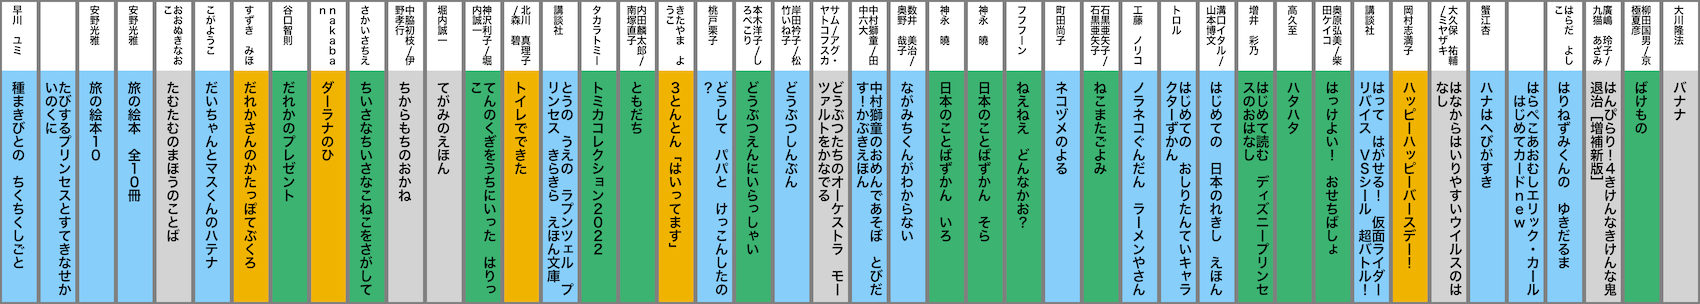 大川隆法
バナナ
柳田国男/京
極夏彦
ばけもの
廣嶋 玲子/
九猫 あざみ
はんぴらり!4きけんなきけんな鬼
退治[増補新版]
はらだ よし
こ
はりねずみくんの ゆきだるま
はらぺこあおむしエリック・カール
はじめてカードnew
蟹江杏
ハナはへびがすき
大久保 祐輔
/ミヤザキ
はなからはいりやすいウイルスのは
なし
岡村志満子
ハッピーハッピーバースデー!
講談社
はって はがせる! 仮面ライダー
リバイス VSシール 超バトル!
奥原弘美/柴
田ケイコ
はっけよい! おせちばしょ
高久至
ハタハタ
増井 彩乃
はじめて読む ディズニープリンセ
スのおはなし
溝口イタル/
山本博文
はじめての 日本のれきし えほん
トロル
はじめての おしりたんていキャラ
クターずかん
工藤 ノリコ
ノラネコぐんだん ラーメンやさん
石黒亜矢子/
石黒亜矢子/
ねこまたごよみ
町田尚子
ネコヅメのよる
フフフーン
ねえねえ どんなかお?
神永 曉
日本のことばずかん そら
神永 曉
日本のことばずかん いろ
数井 美治/
奥野 哉子
ながみちくんがわからない
中村獅童/田
中六大
中村獅童のおめんであそぼ とびだ
す!かぶきえほん
サム/アグ・
ヤトコフスカ
どうぶつたちのオーケストラ モー
ツァルトをかなでる
岸田衿子/松
竹いね子
どうぶつしんぶん
本木洋子/し
ろぺこり
どうぶつえんにいらっしゃい
桃戸栗子
どうして パパと けっこんしたの
?
きたやま よ
うこ
3とんとん「はいってます」
内田麟太郎/
南塚直子
ともだち
タカラトミー
トミカコレクション2022
講談社
とうの うえの ラプンツェル プ
リンセス きらきら えほん文庫
北川 真理子
/森 碧
トイレでできた
神沢利子/堀
内誠一
てんのくぎをうちにいった はりっ
こ
堀内誠一
てがみのえほん
中脇初枝/伊
野孝行
ちからもちのおかね
さかいさちえ
ちいさなちいさなこねこをさがして
nakaba
n
ダーラナのひ
谷口智則
だれかのプレゼント
すずき みほ
だれかさんのかたっぽてぶくろ
こがようこ
だいちゃんとマスくんのハテナ
おおぬきなお
こ
たむたむのまほうのことば
安野光雅
旅の絵本 全10冊
安野光雅
旅の絵本10
たびするプリンセスとすてきなせか
いのくに
早川 ユミ
種まきびとの ちくちくしごと